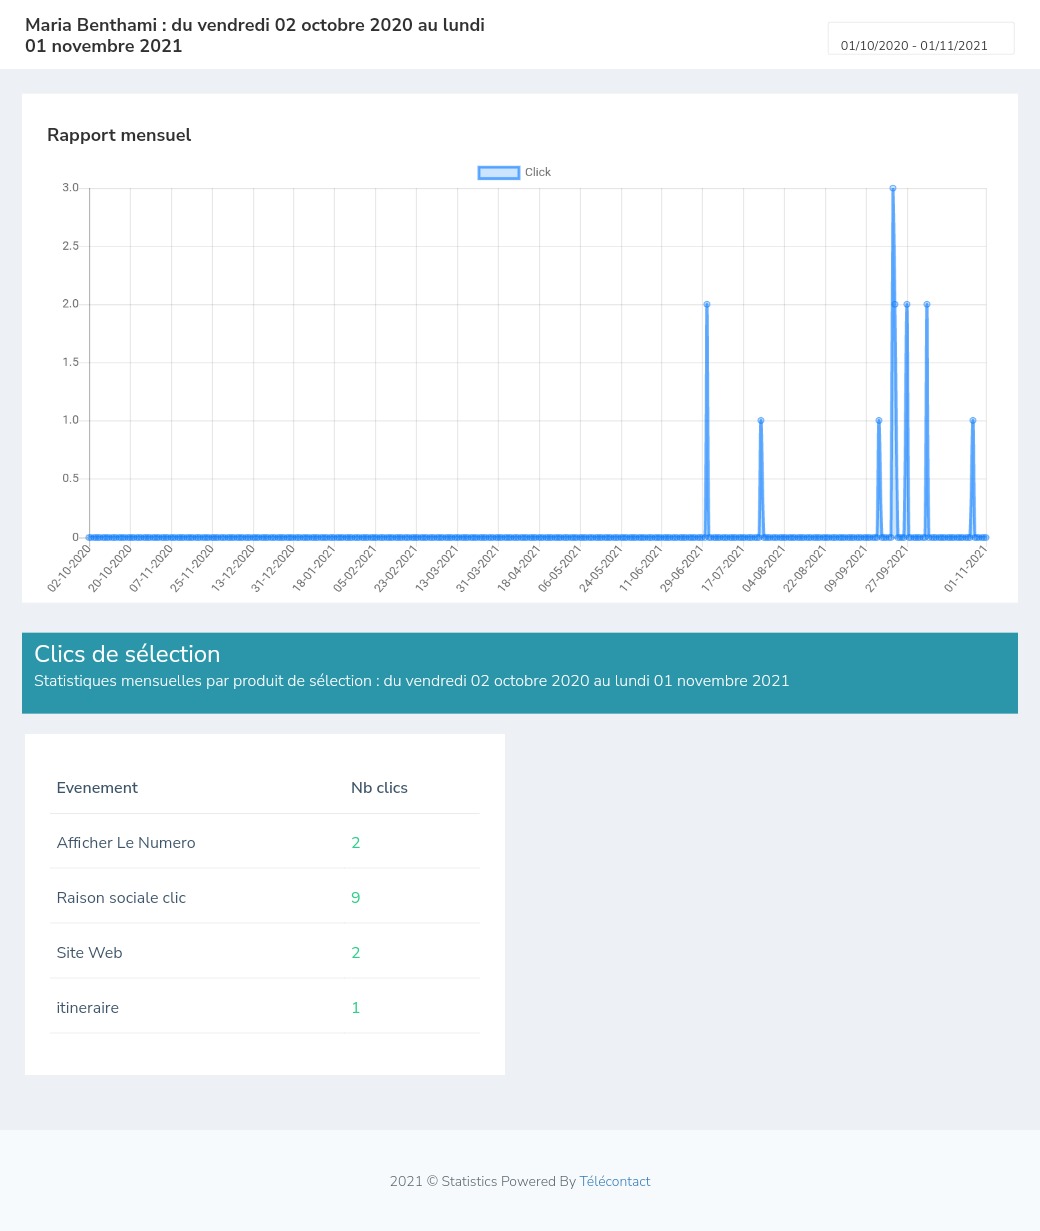 Maria Benthami : du vendredi 02 octobre 2020 au lundi
01 novembre 2021
01/10/2020 - 01/11/2021
Rapport mensuel
Click
3.0
2.5
2.0
1.5
1.0
0.5
0
02-10-2020
20-10-2020
07-11-2020
25-11-2020
13-12-2020
31-12-2020
18-01-2021
05-02-2021
23-02-2021
13-03-2021
31-03-2021
18-04-2021
06-05-2021
24-05-2021
11-06-2021
29-06-2021
17-07-2021
04-08-2021
22-08-2021
09-09-2021
27-09-2021
01-11-2021
Clics de sélection
Statistiques mensuelles par produit de sélection : du vendredi 02 octobre 2020 au lundi 01 novembre 2021
Evenement Nb clics
Afficher Le Numero 2
Raison sociale clic 9
Site Web 2
itineraire 1
2021 © Statistics Powered By Télécontact